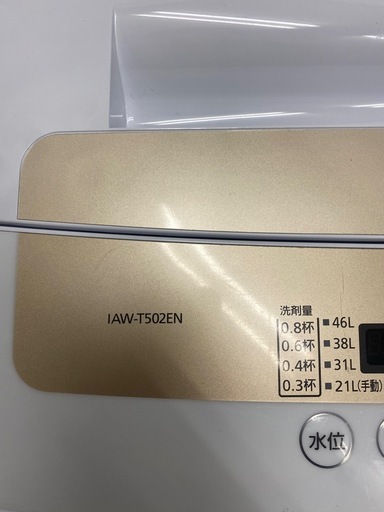 IAW-T502EN
洗剤量
0.8杯 ■ 46L
0.6杯 ■ 38L
0.4杯 ■ 31L
0.3杯 ■ 21L(手動)
水位